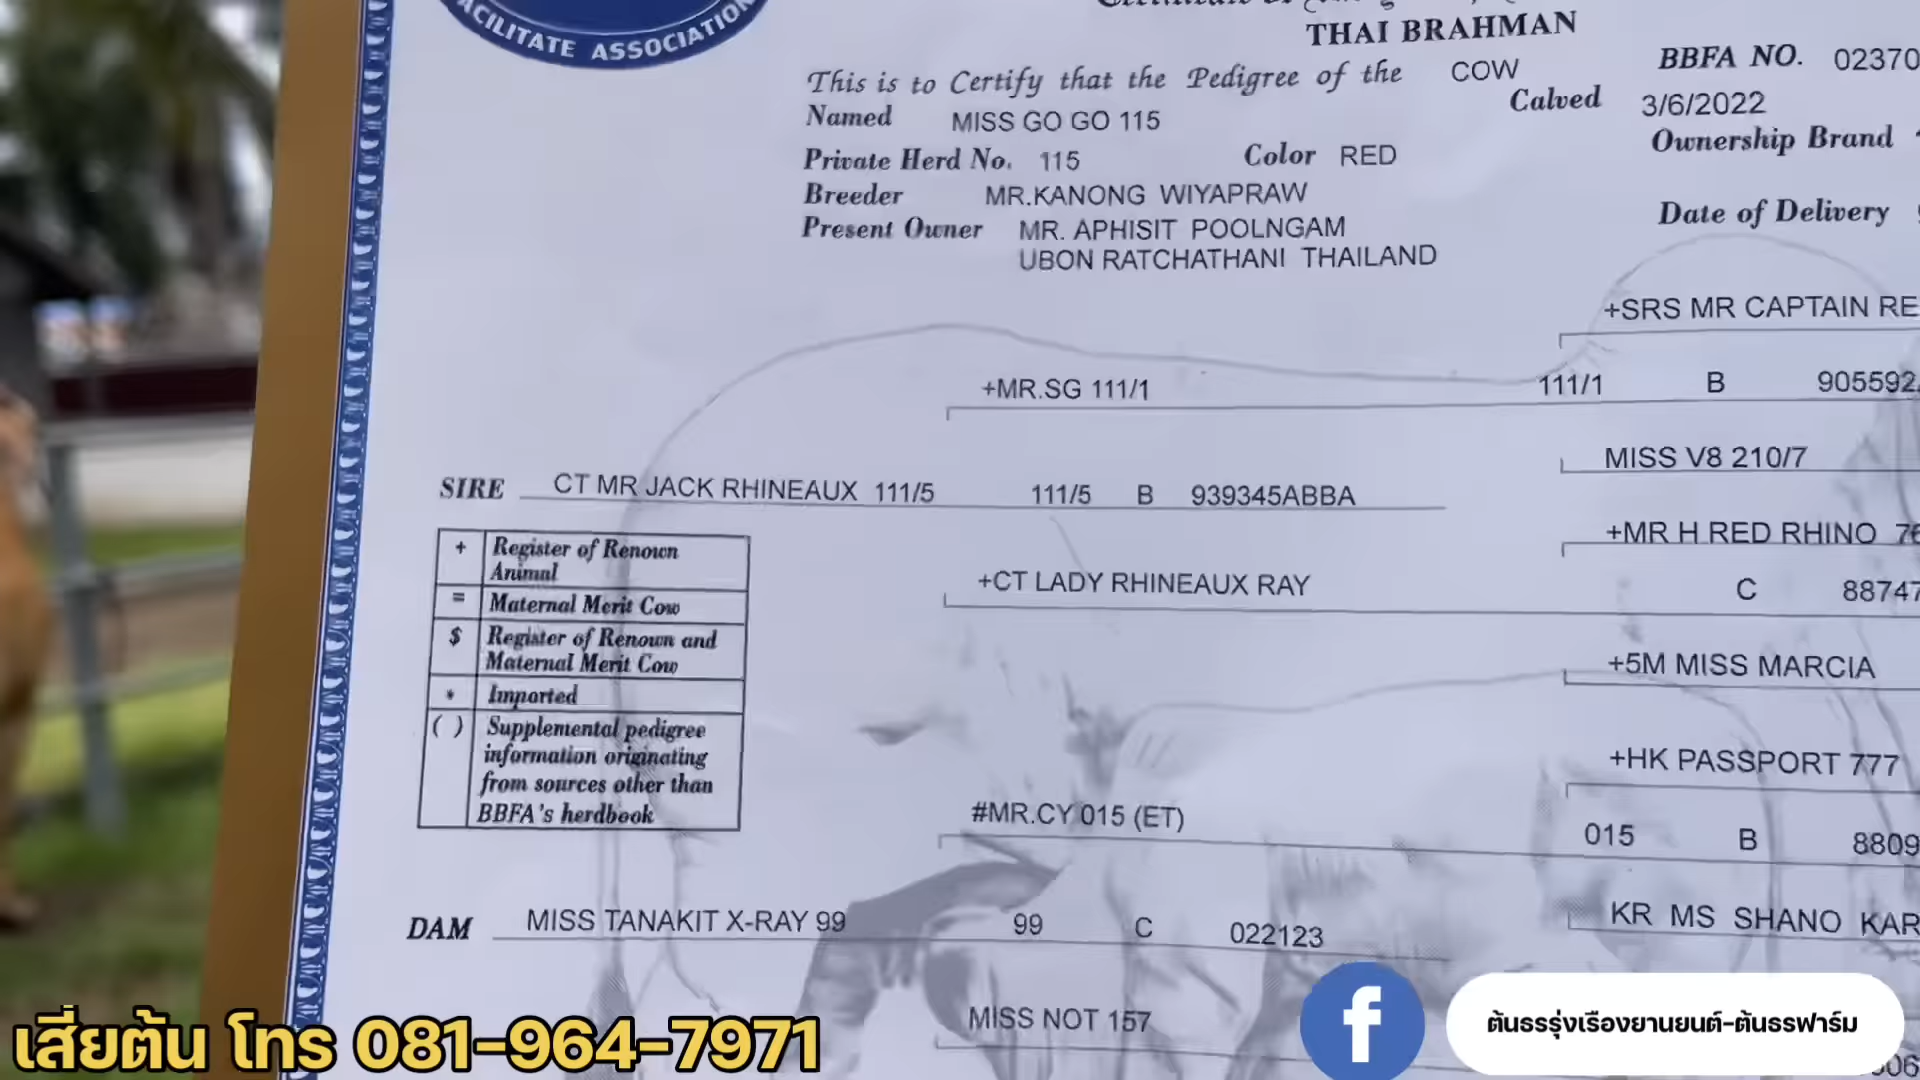 ACILITATE ASSOCIATION
THAI BRAHMAN
This is to Certify that the Pedigree of the COW
BBFA NO. 02370
Named MISS GO GO 115
Calved 3/6/2022
Private Herd No. 115 Color RED
Ownership Brand
Breeder MR.KANONG WIYAPRAW
Present Owner MR. APHISIT POOLNGAM
Date of Delivery
UBON RATCHATHANI THAILAND
+SRS MR CAPTAIN RE
+MR.SG 111/1 111/1 B 905592
MISS V8 210/7
SIRE CT MR JACK RHINEAUX 111/5 111/5 B 939345ABBA
+MR H RED RHINO
+ Register of Renown
Animal
= Maternal Merit Cow
$ Register of Renown and
Maternal Merit Cow
* Imported
( ) Supplemental pedigree
information originating
from sources other than
BBFA's herdbook
+CT LADY RHINEAUX RAY C 88747
+5M MISS MARCIA
+HK PASSPORT 777
#MR.CY 015 (ET) 015 B 8809
KR MS SHANO KAR
DAM MISS TANAKIT X-RAY 99 99 C 022123
MISS NOT 157
เสี่ยต้น โทร 081-964-7971
f
ต้นธรรุ่งเรืองยานยนต์-ต้นธรฟาร์ม